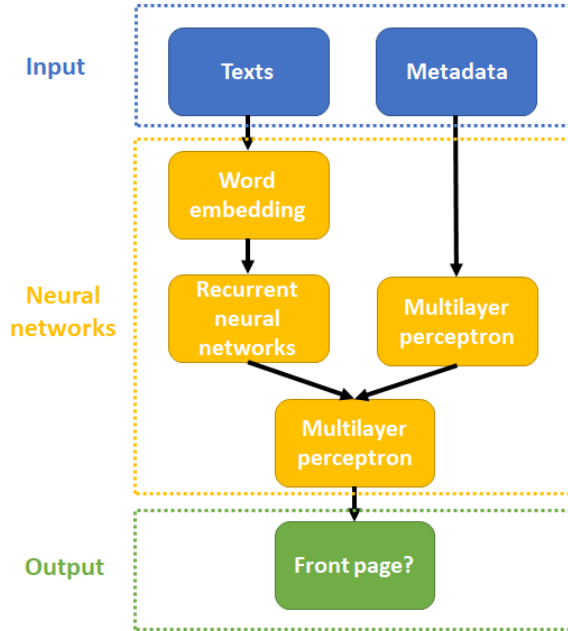 Input
Texts
Metadata
Word
embedding
Neural
networks
Recurrent
neural
networks
Multilayer
perceptron
Multilayer
perceptron
Output
Front page?